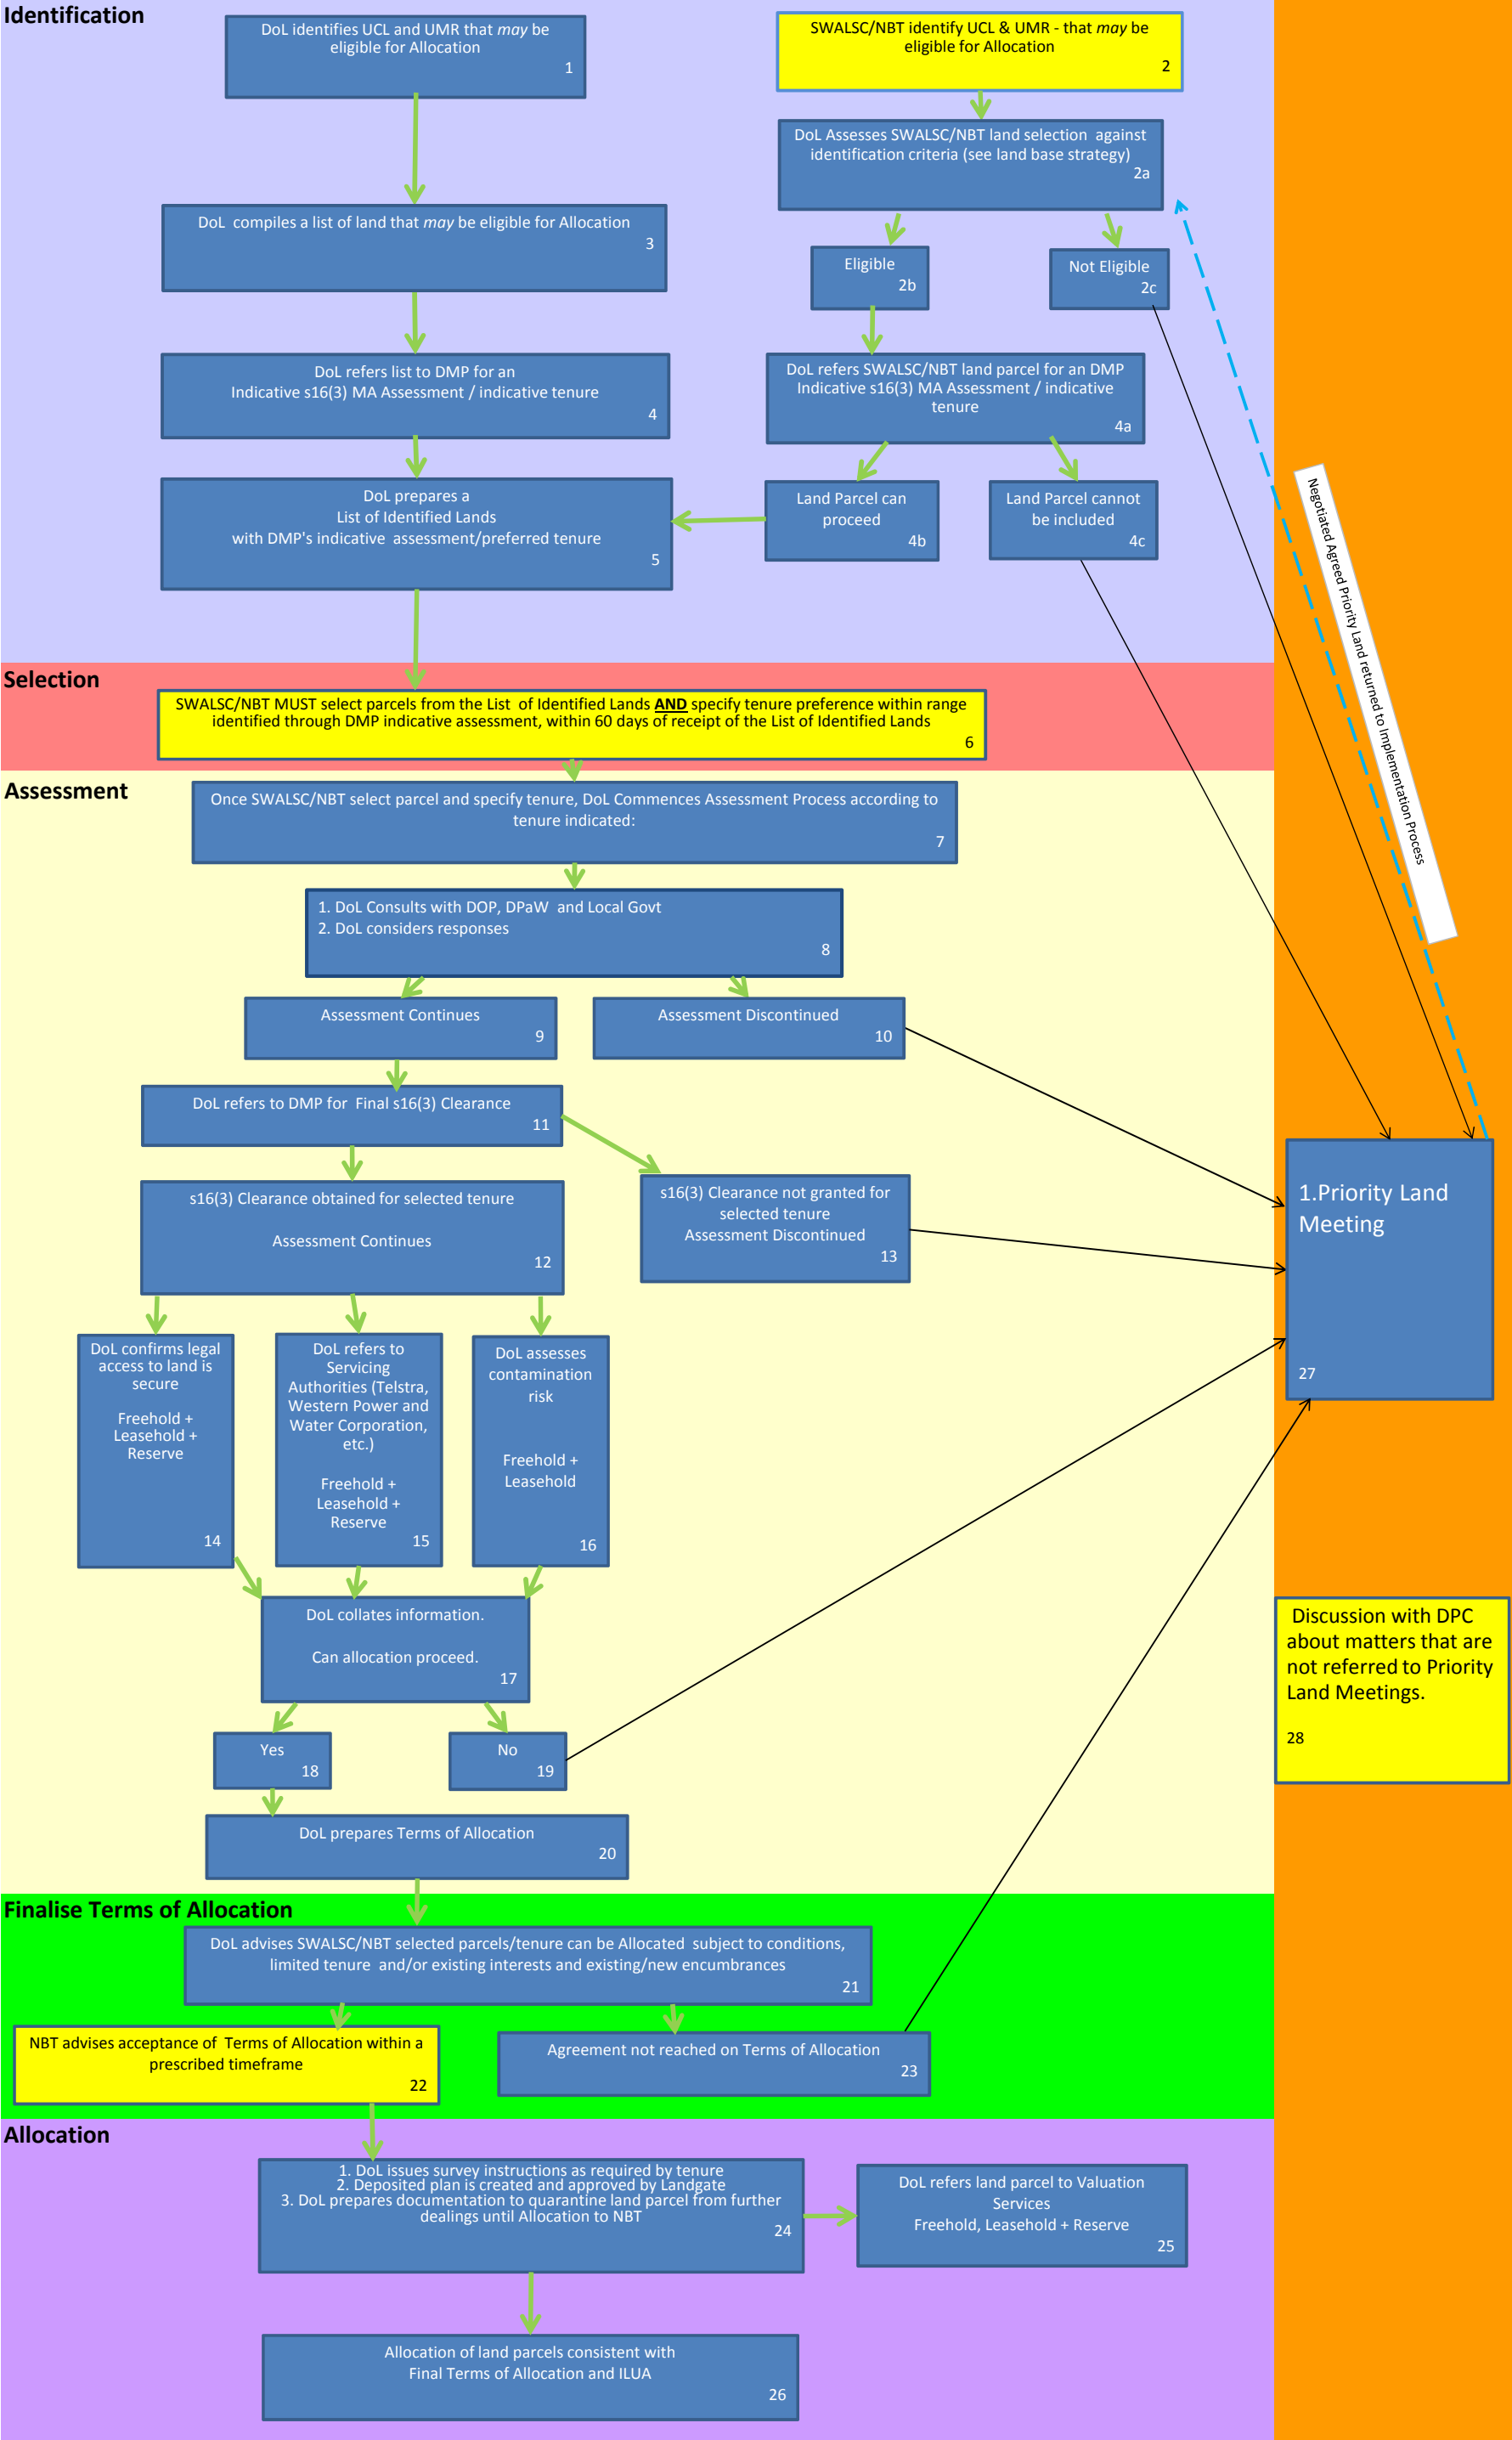 Identification
DoL identifies UCL and UMR that may be
eligible for Allocation
1
SWALSC/NBT identify UCL & UMR - that may be
eligible for Allocation
2
DoL Assesses SWALSC/NBT land selection against
identification criteria (see land base strategy)
2a
DoL compiles a list of land that may be eligible for Allocation
3
Eligible
2b
Not Eligible
2c
DoL refers list to DMP for an
Indicative s16(3) MA Assessment / indicative tenure
4
DoL refers SWALSC/NBT land parcel for an DMP
Indicative s16(3) MA Assessment / indicative
tenure
4a
DoL prepares a
List of Identified Lands
with DMP's indicative assessment/preferred tenure
5
Land Parcel can
proceed
4b
Land Parcel cannot
be included
4c
Negotiated Agreed Priority Land returned to Implementation Process
Selection
SWALSC/NBT MUST select parcels from the List of Identified Lands AND specify tenure preference within range
identified through DMP indicative assessment, within 60 days of receipt of the List of Identified Lands
6
Assessment
Once SWALSC/NBT select parcel and specify tenure, DoL Commences Assessment Process according to
tenure indicated:
7
1. DoL Consults with DOP, DPaW and Local Govt
2. DoL considers responses
8
Assessment Continues
9
Assessment Discontinued
10
DoL refers to DMP for Final s16(3) Clearance
11
s16(3) Clearance obtained for selected tenure
Assessment Continues
12
s16(3) Clearance not granted for
selected tenure
Assessment Discontinued
13
1.Priority Land
Meeting
27
DoL confirms legal
access to land is
secure
Freehold +
Leasehold +
Reserve
14
DoL refers to
Servicing
Authorities (Telstra,
Western Power and
Water Corporation,
etc.)
Freehold +
Leasehold +
Reserve
15
DoL assesses
contamination
risk
Freehold +
Leasehold
16
DoL collates information.
Can allocation proceed.
17
Discussion with DPC
about matters that are
not referred to Priority
Land Meetings.
28
Yes
18
No
19
DoL prepares Terms of Allocation
20
Finalise Terms of Allocation
DoL advises SWALSC/NBT selected parcels/tenure can be Allocated subject to conditions,
limited tenure and/or existing interests and existing/new encumbrances
21
NBT advises acceptance of Terms of Allocation within a
prescribed timeframe
22
Agreement not reached on Terms of Allocation
23
Allocation
1. DoL issues survey instructions as required by tenure
2. Deposited plan is created and approved by Landgate
3. DoL prepares documentation to quarantine land parcel from further
dealings until Allocation to NBT
24
DoL refers land parcel to Valuation
Services
Freehold, Leasehold + Reserve
25
Allocation of land parcels consistent with
Final Terms of Allocation and ILUA
26